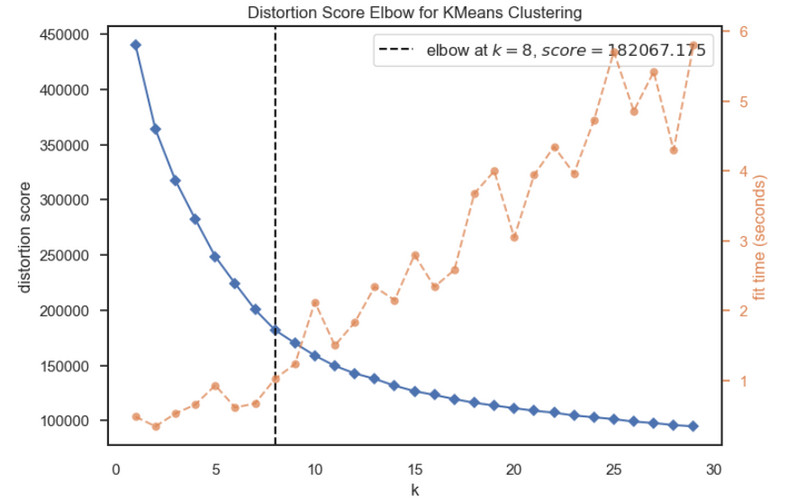 Distortion Score Elbow for KMeans Clustering
elbow at k = 8, score = 182067.175
distortion score
450000
400000
350000
300000
250000
200000
150000
100000
fit time (seconds)
6
5
4
3
2
1
0 5 10 15 20 25 30
k